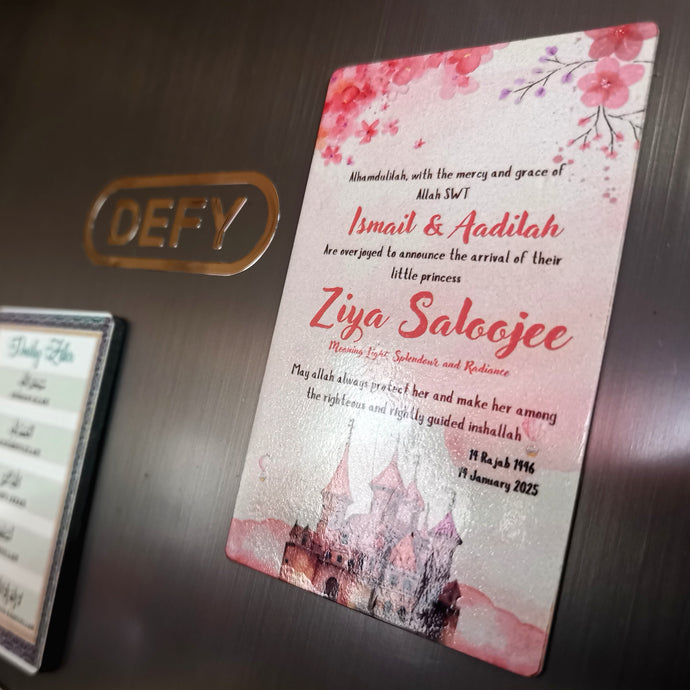 DEFY
Alhamdulilah, with the mercy and grace of
Allah SWT
Ismail & Aadilah
Are overjoyed to announce the arrival of their
little princess
Ziya Saloojee
Meaning Light, Splendour and Radiance
May allah always protect her and make her among
the righteous and rightly guided inshallah
19 Rajab 1446
19 January 2025
Daily Zikr